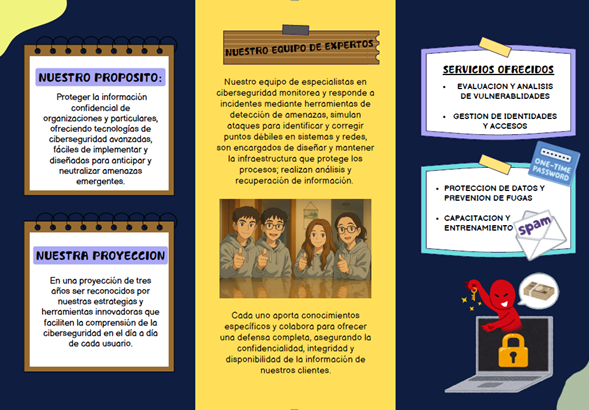 NUESTRO PROPOSITO:
Proteger la información
confidencial de
organizaciones y particulares,
ofreciendo tecnologías de
ciberseguridad avanzadas,
fáciles de implementar y
diseñadas para anticipar y
neutralizar amenazas
emergentes.
NUESTRA PROYECCION
En una proyección de tres
años ser reconocidos por
nuestras estrategias y
herramientas innovadoras que
faciliten la comprensión de la
ciberseguridad en el día a día
de cada usuario.
NUESTRO EQUIPO DE EXPERTOS
Nuestro equipo de especialistas en
ciberseguridad monitorea y responde a
incidentes mediante herramientas de
detección de amenazas, simulan
ataques para identificar y corregir
puntos débiles en sistemas y redes,
son encargados de diseñar y mantener
la infraestructura que protege los
procesos; realizan análisis y
recuperación de información.
Cada uno aporta conocimientos
específicos y colabora para ofrecer
una defensa completa, asegurando la
confidencialidad, integridad y
disponibilidad de la información de
nuestros clientes.
SERVICIOS OFRECIDOS
• EVALUACION Y ANALISIS
DE VULNERABLIDADES
• GESTION DE IDENTIDADES
Y ACCESOS
ONE-TIME
PASSWORD
• PROTECCION DE DATOS Y
PREVENION DE FUGAS
• CAPACITACION Y
ENTRENAMIENTO
spam